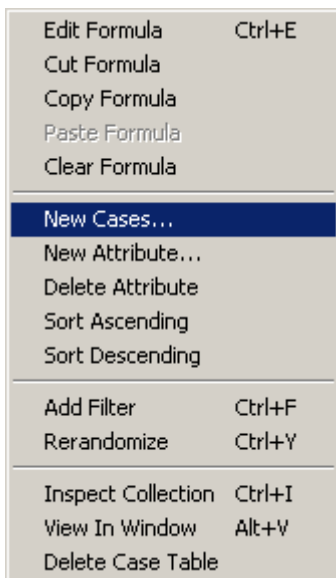 Edit Formula Ctrl+E
Cut Formula
Copy Formula
Paste Formula
Clear Formula
New Cases...
New Attribute...
Delete Attribute
Sort Ascending
Sort Descending
Add Filter Ctrl+F
Rerandomize Ctrl+Y
Inspect Collection Ctrl+I
View In Window Alt+V
Delete Case Table